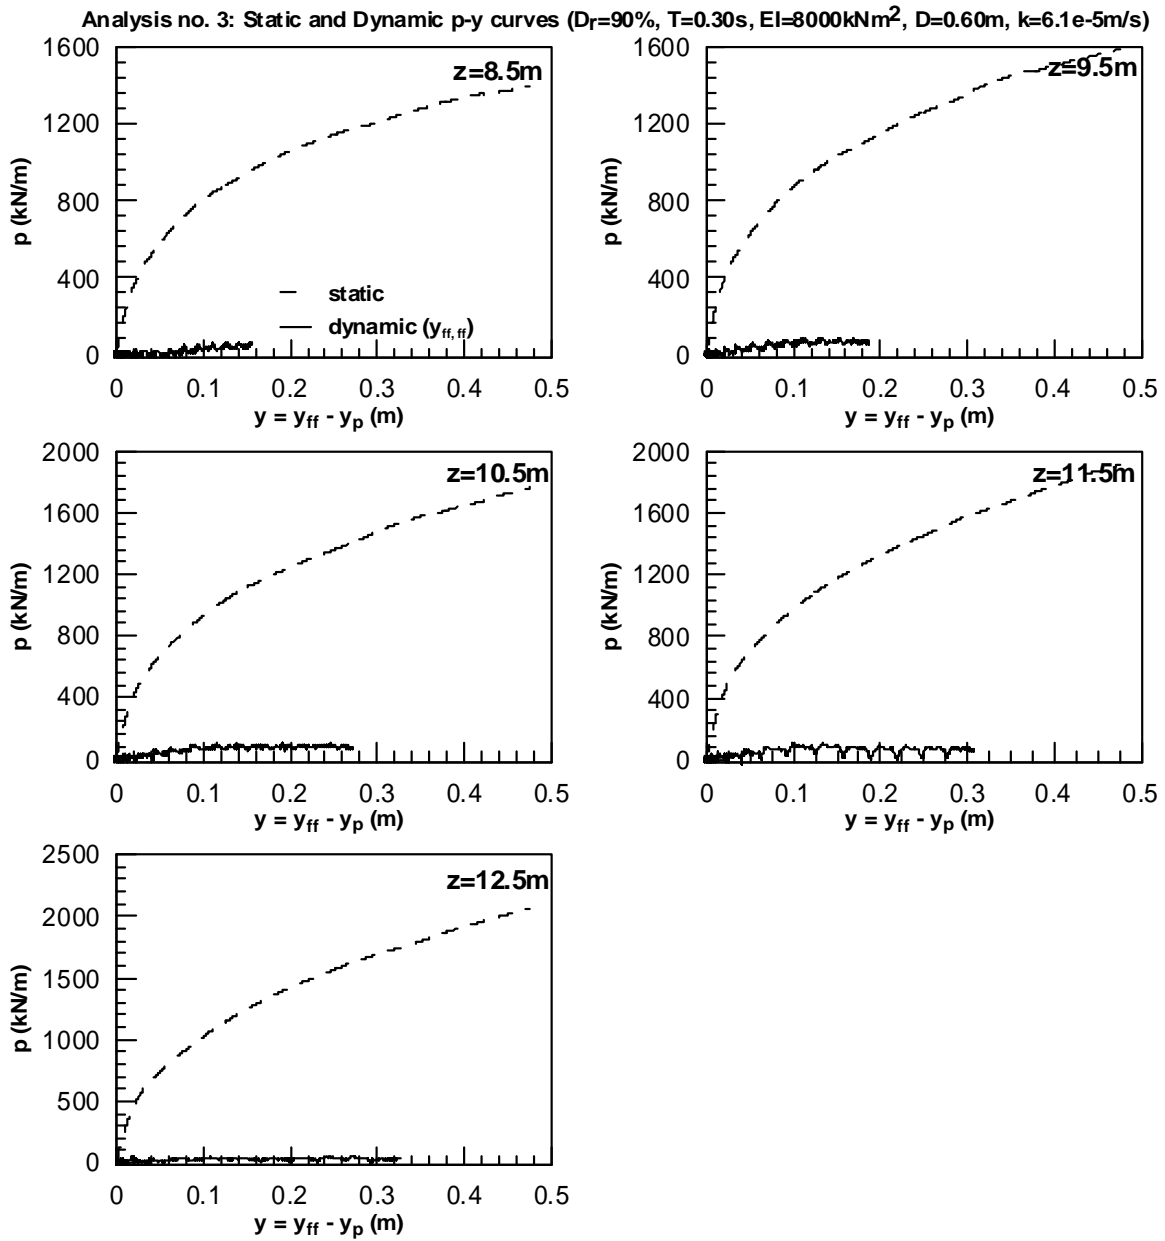 Analysis no. 3: Static and Dynamic p-y curves (Dr=90%, T=0.30s, EI=8000kNm2, D=0.60m, k=6.1e-5m/s)
z=8.5m
1600
1200
800
400
0
p (kN/m)
static
dynamic (yff,ff)
0 0.1 0.2 0.3 0.4 0.5
y = yff - yp (m)
z=9.5m
1600
1200
800
400
0
p (kN/m)
0 0.1 0.2 0.3 0.4 0.5
y = yff - yp (m)
z=10.5m
2000
1600
1200
800
400
0
p (kN/m)
0 0.1 0.2 0.3 0.4 0.5
y = yff - yp (m)
z=11.5m
2000
1600
1200
800
400
0
p (kN/m)
0 0.1 0.2 0.3 0.4 0.5
y = yff - yp (m)
z=12.5m
2500
2000
1500
1000
500
0
p (kN/m)
0 0.1 0.2 0.3 0.4 0.5
y = yff - yp (m)